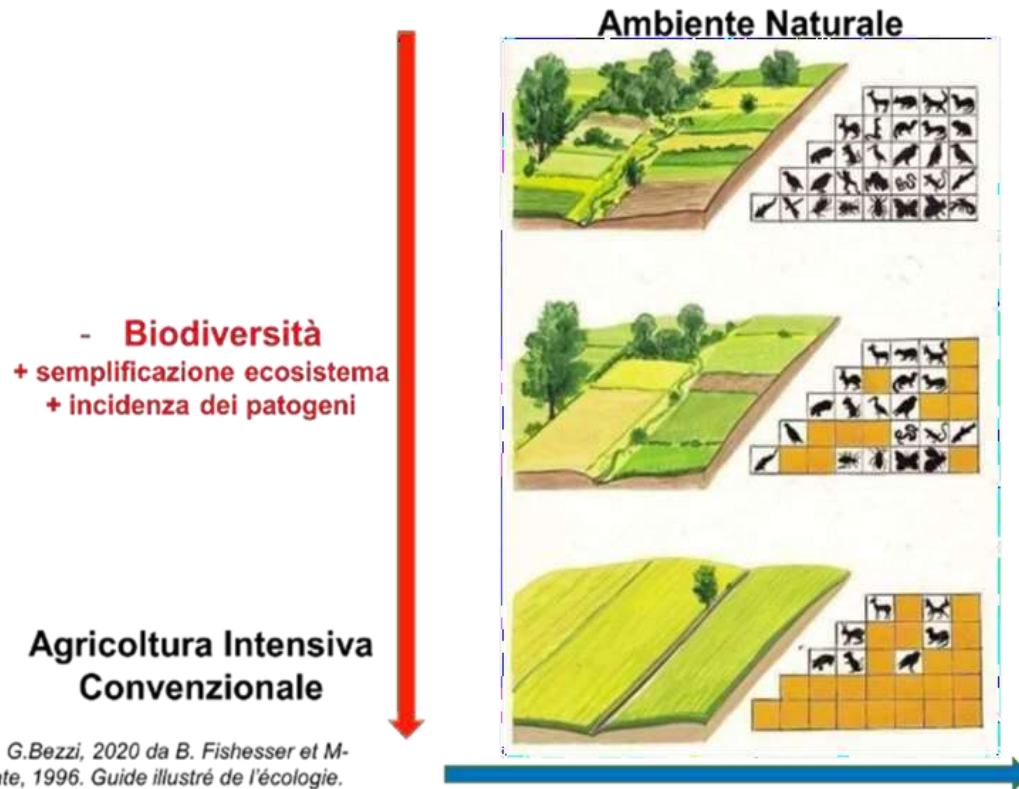 Ambiente Naturale
- Biodiversità
+ semplificazione ecosistema
+ incidenza dei patogeni
Agricoltura Intensiva
Convenzionale
G.Bezzi, 2020 da B. Fishesser et M-
te, 1996. Guide illustré de l'écologie.